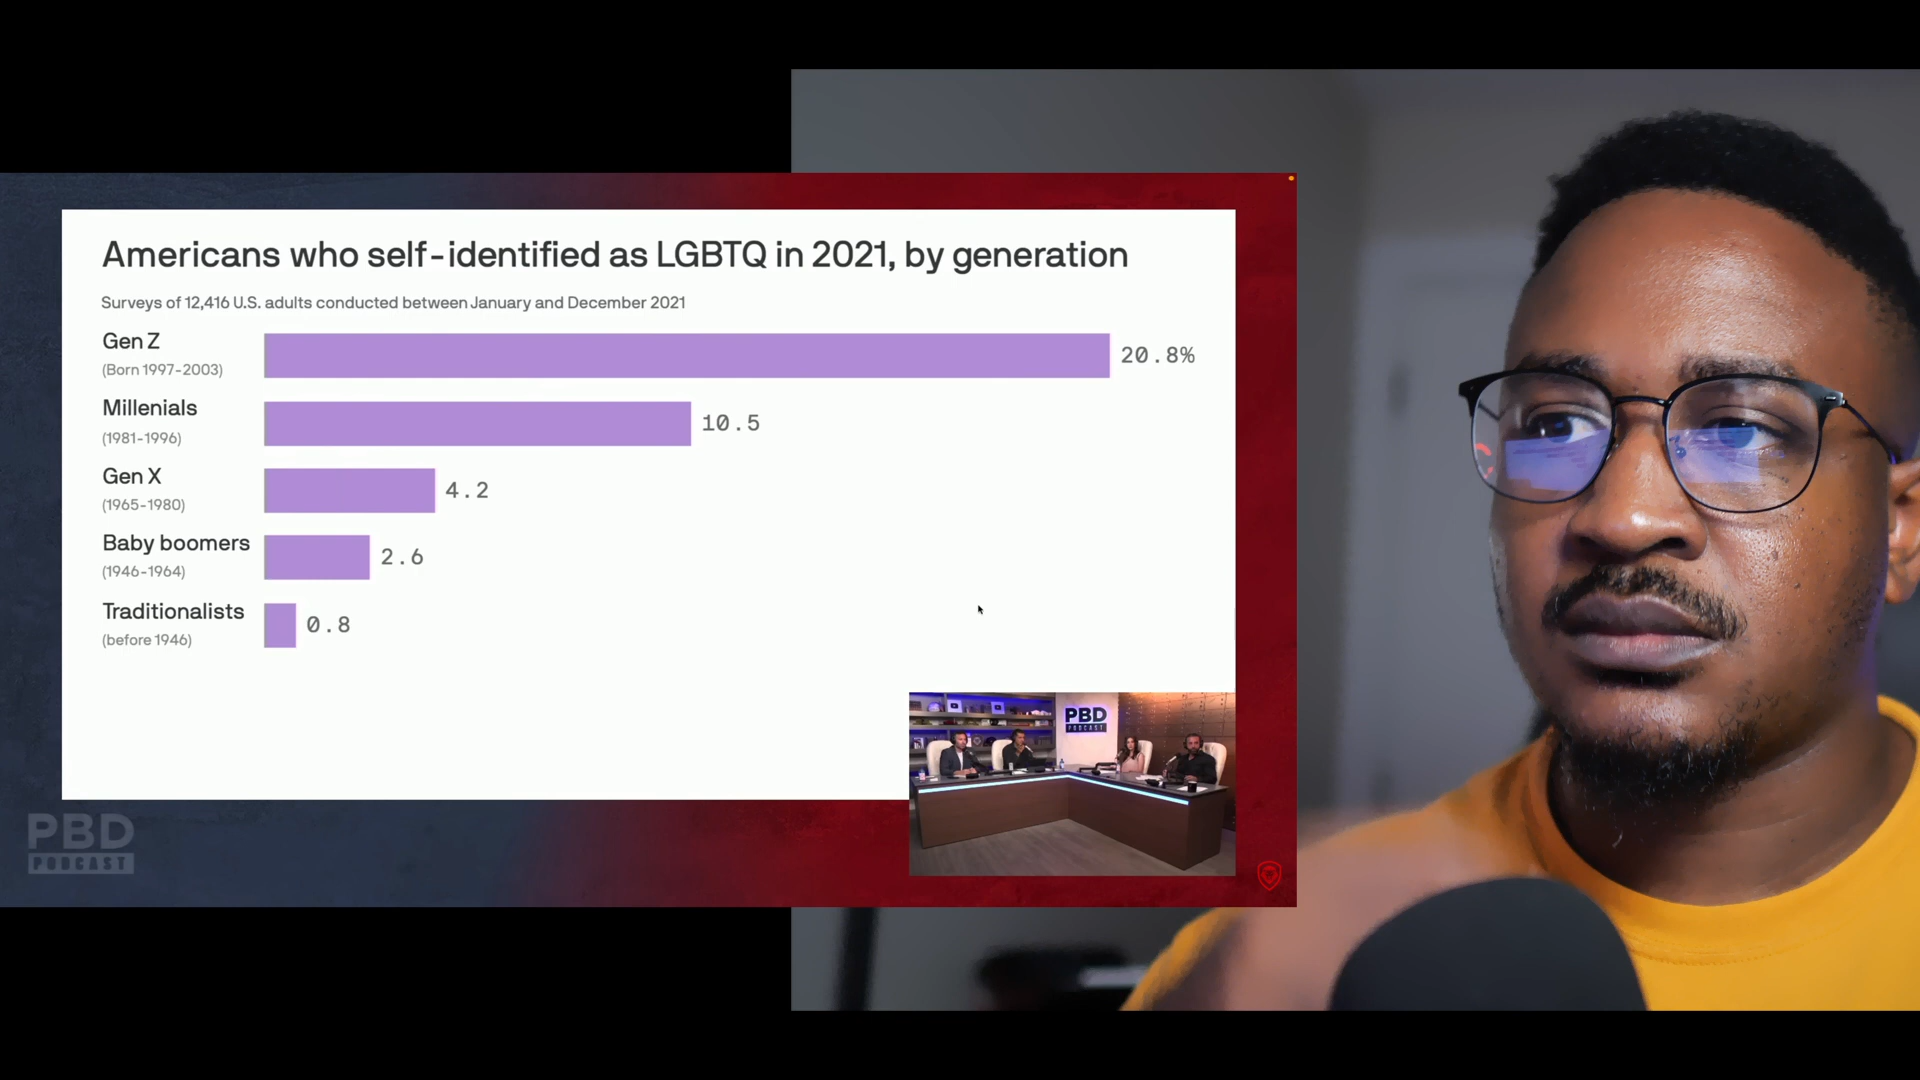 Americans who self-identified as LGBTQ in 2021, by generation
Surveys of 12,416 U.S. adults conducted between January and December 2021
Gen Z
(Born 1997-2003)
20.8%
Millenials
(1981-1996)
10.5
Gen X
(1965-1980)
4.2
Baby boomers
(1946-1964)
2.6
Traditionalists
(before 1946)
0.8
PBD
PODCAST
PBD
PODCAST